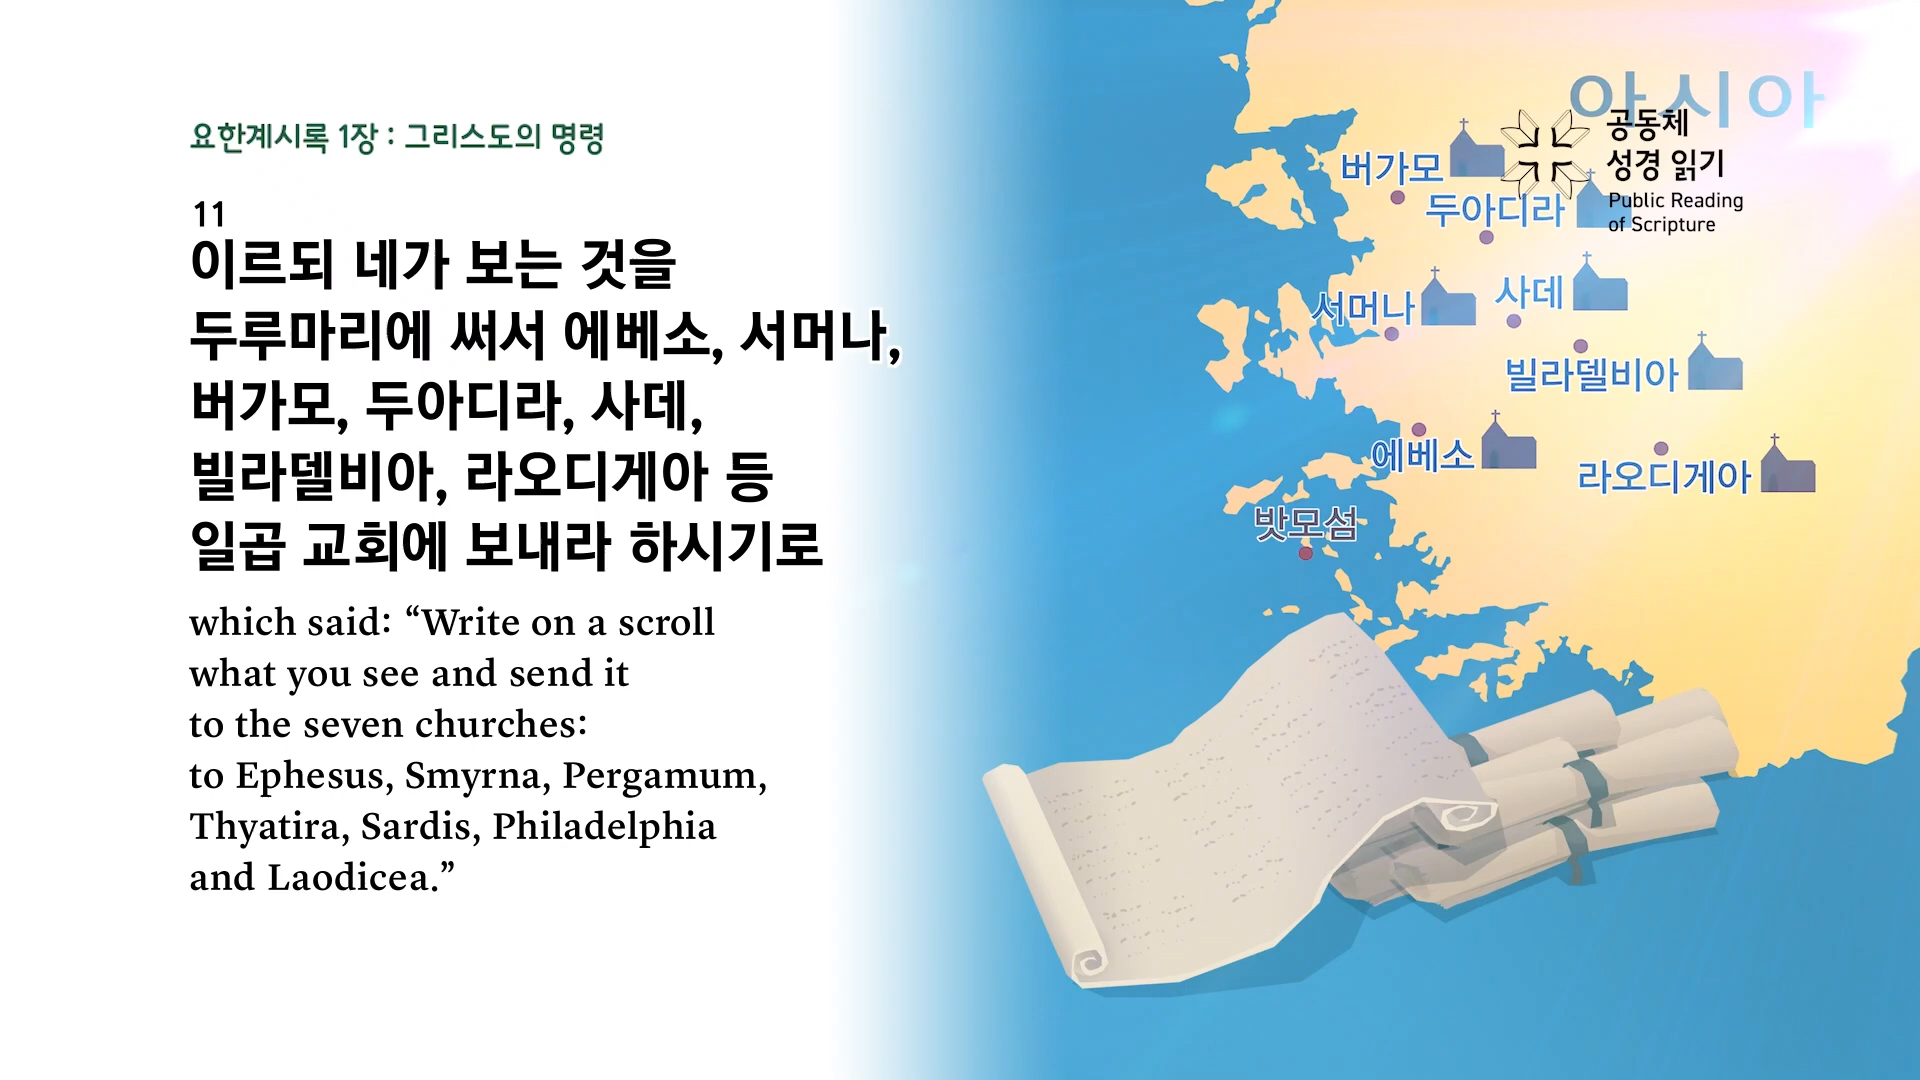 요한계시록 1장 : 그리스도의 명령
11
이르되 네가 보는 것을
두루마리에 써서 에베소, 서머나,
버가모, 두아디라, 사데,
빌라델비아, 라오디게아 등
일곱 교회에 보내라 하시기로
which said: “Write on a scroll
what you see and send it
to the seven churches:
to Ephesus, Smyrna, Pergamum,
Thyatira, Sardis, Philadelphia
and Laodicea.”
아시아
공동체
성경 읽기
Public Reading
of Scripture
버가모
두아디라
서머나
사데
빌라델비아
에베소
라오디게아
밧모섬